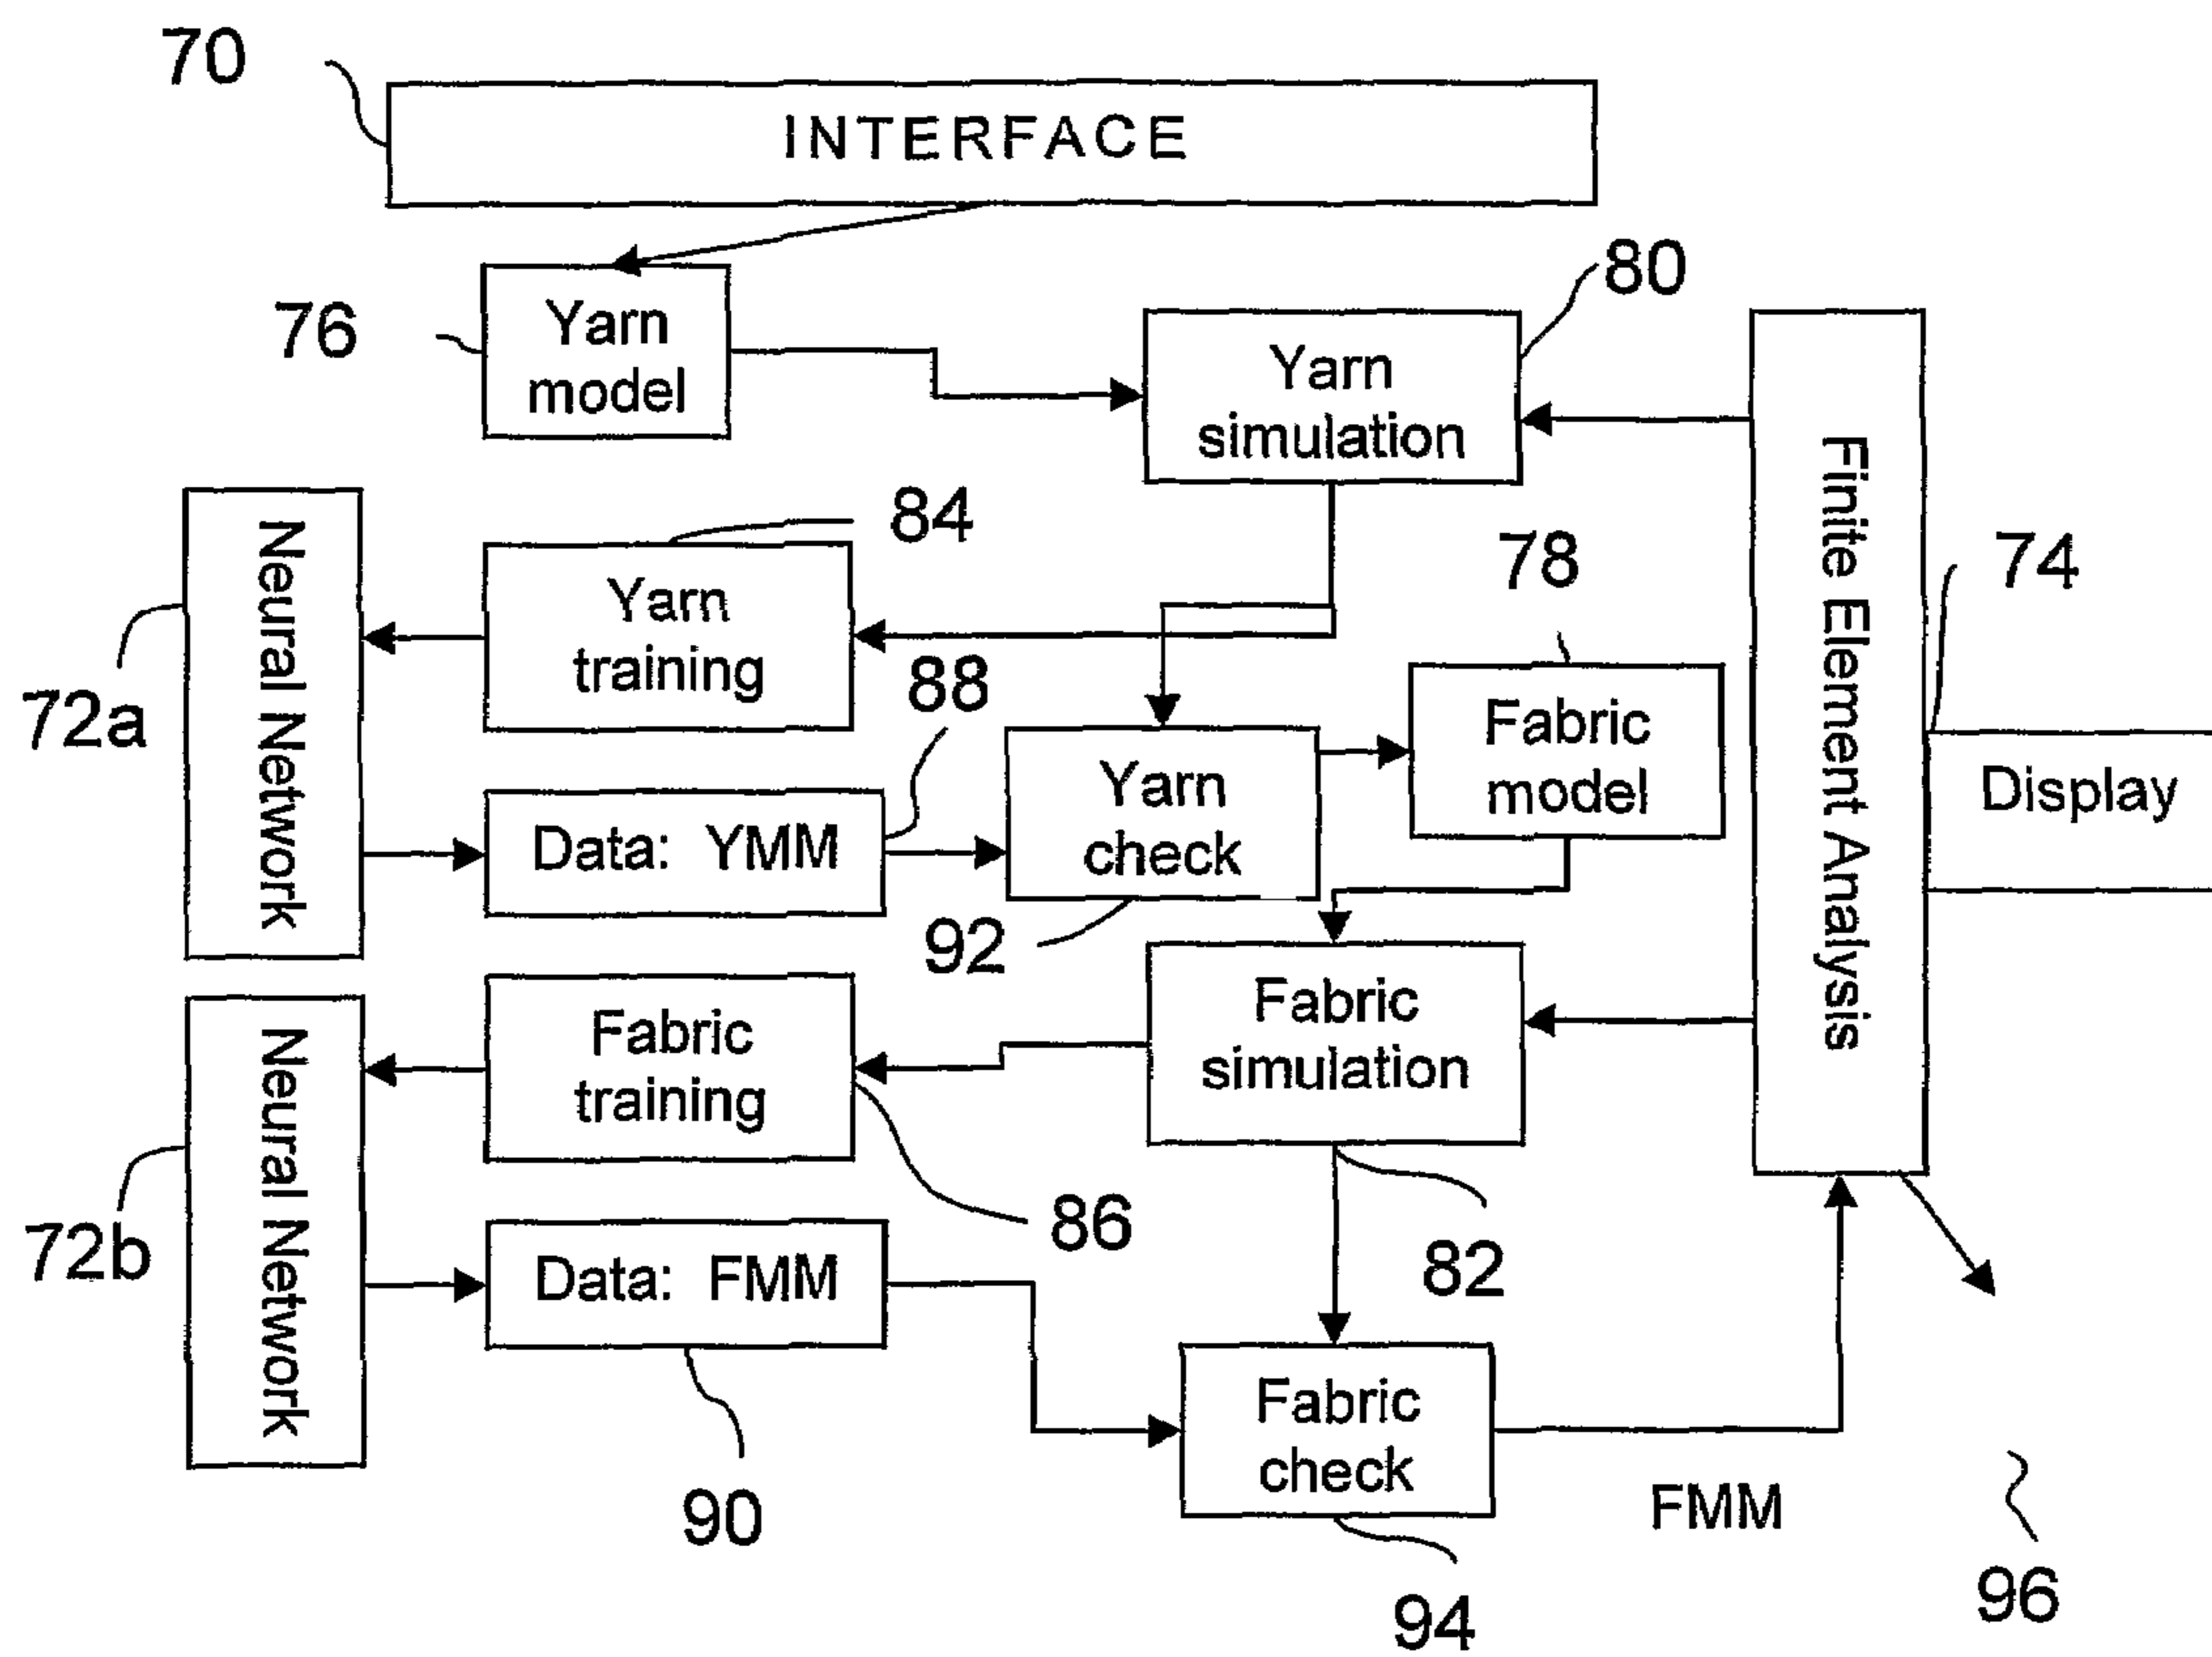 70
INTERFACE
80
76
Yarn
model
Yarn
simulation
84
78
74
Neural Network
Yarn
training
Finite Element Analysis
72a
88
Fabric
model
Yarn
check
Display
Data: YMM
92
Fabric
training
Fabric
simulation
Neural Network
72b
86
82
Data: FMM
Fabric
check
90
FMM
94
96